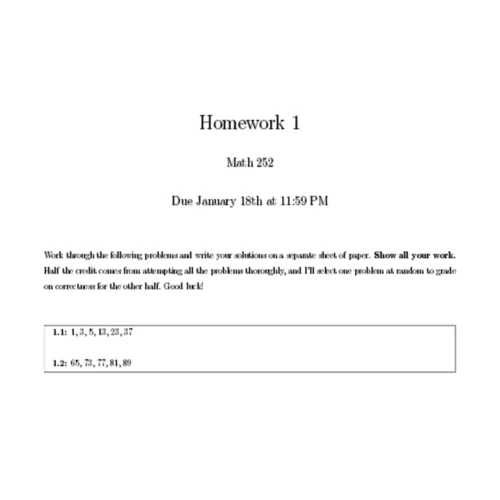 Homework 1
Math 252
Due January 18th at 11:59 PM
Work through the following problems and write your solutions on a separate sheet of paper. Show all your work.
Half the credit comes from attempting all the problems thoroughly, and I'll select one problem at random to grade
on correctness for the other half. Good luck!
1.1: 1, 3, 5, 13, 23, 37
1.2: 65, 73, 77, 81, 89